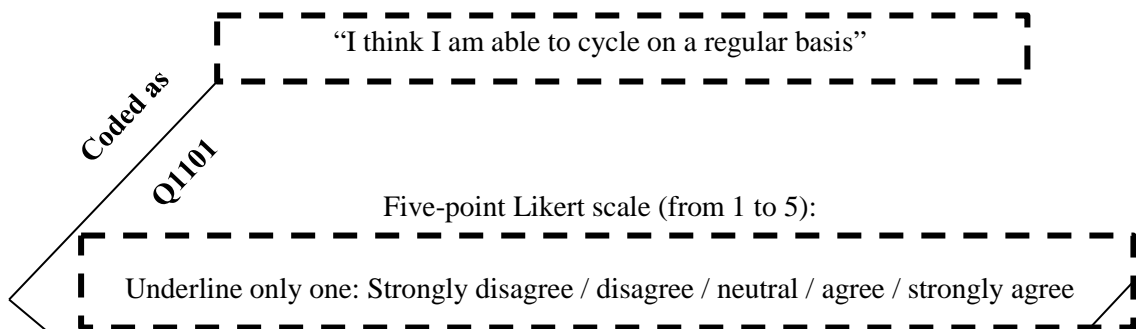 “I think I am able to cycle on a regular basis”
Coded as
Q1101
Five-point Likert scale (from 1 to 5):
Underline only one: Strongly disagree / disagree / neutral / agree / strongly agree